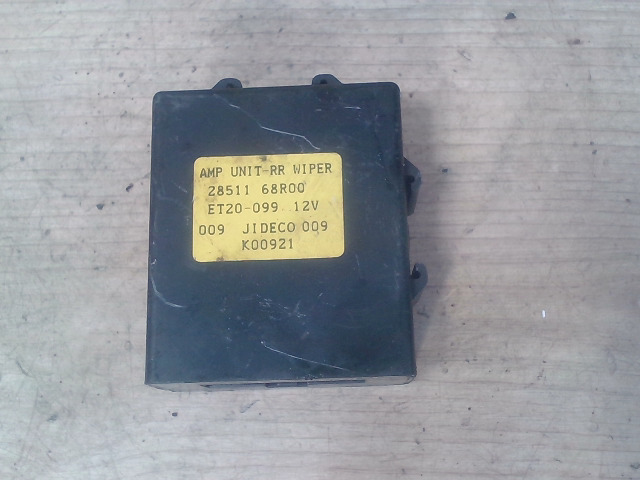 AMP UNIT-RR WIPER
28511 68R00
ET20-099 12V
009 JIDECO 009
K00921